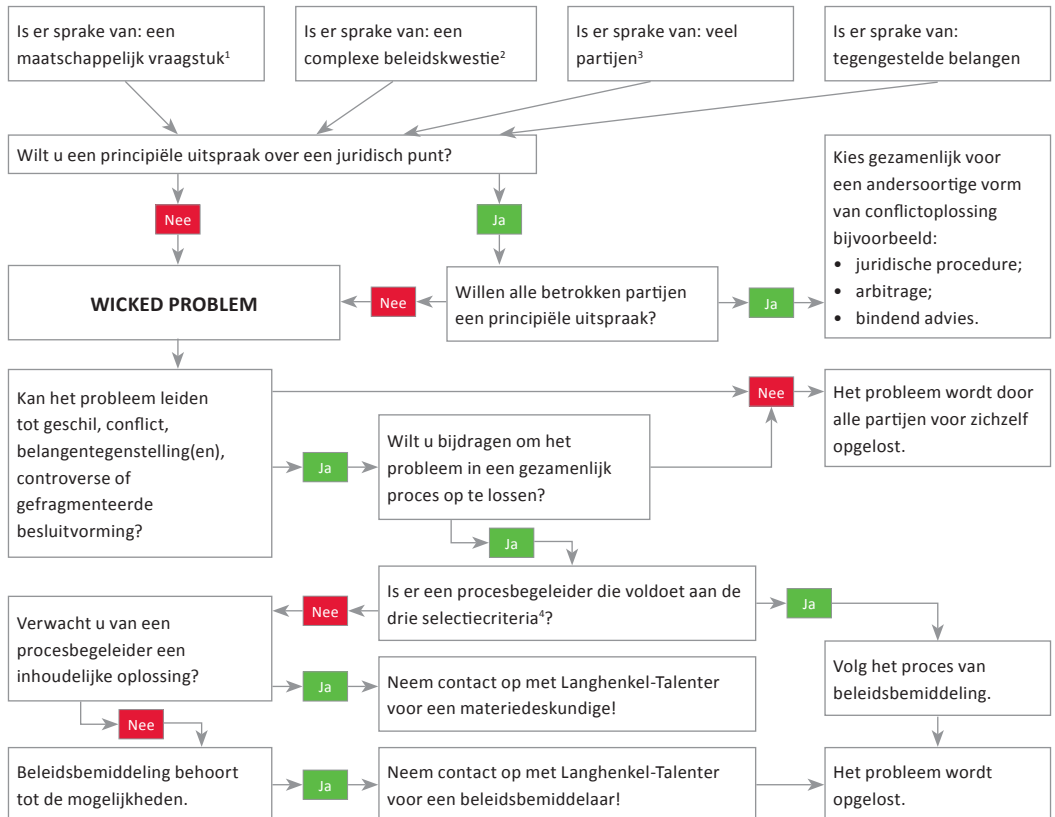 Is er sprake van: een
maatschappelijk vraagstuk¹
Is er sprake van: een
complexe beleidskwestie²
Is er sprake van: veel
partijen³
Is er sprake van:
tegengestelde belangen
Wilt u een principiële uitspraak over een juridisch punt?
Nee
Ja
Kies gezamenlijk voor
een andersoortige vorm
van conflictoplossing
bijvoorbeeld:
• juridische procedure;
• arbitrage;
• bindend advies.
WICKED PROBLEM
Nee
Willen alle betrokken partijen
een principiële uitspraak?
Ja
Kan het probleem leiden
tot geschil, conflict,
belangentegenstelling(en),
controverse of
gefragmenteerde
besluitvorming?
Nee
Het probleem wordt door
alle partijen voor zichzelf
opgelost.
Ja
Wilt u bijdragen om het
probleem in een gezamenlijk
proces op te lossen?
Ja
Is er een procesbegeleider die voldoet aan de
drie selectiecriteria⁴?
Nee
Ja
Verwacht u van een
procesbegeleider een
inhoudelijke oplossing?
Ja
Neem contact op met Langhenkel-Talenter
voor een materiedeskundige!
Volg het proces van
beleidsbemiddeling.
Nee
Beleidsbemiddeling behoort
tot de mogelijkheden.
Ja
Neem contact op met Langhenkel-Talenter
voor een beleidsbemiddelaar!
Het probleem wordt
opgelost.